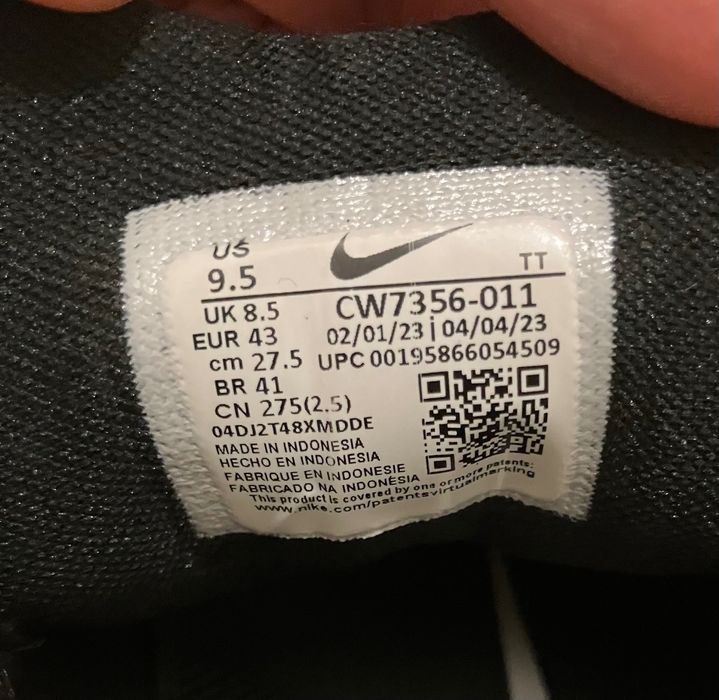 US
9.5
TT
UK 8.5
CW7356-011
EUR 43
02/01/23 | 04/04/23
cm 27.5
UPC 00195866054509
BR 41
CN 275(2.5)
04DJ2T48XMDDE
MADE IN INDONESIA
HECHO EN INDONESIA
FABRIQUE EN INDONESIE
FABRICADO NA INDONÉSIA
This product is covered by one or more patents:
www.nike.com/patentsvirtualmarking